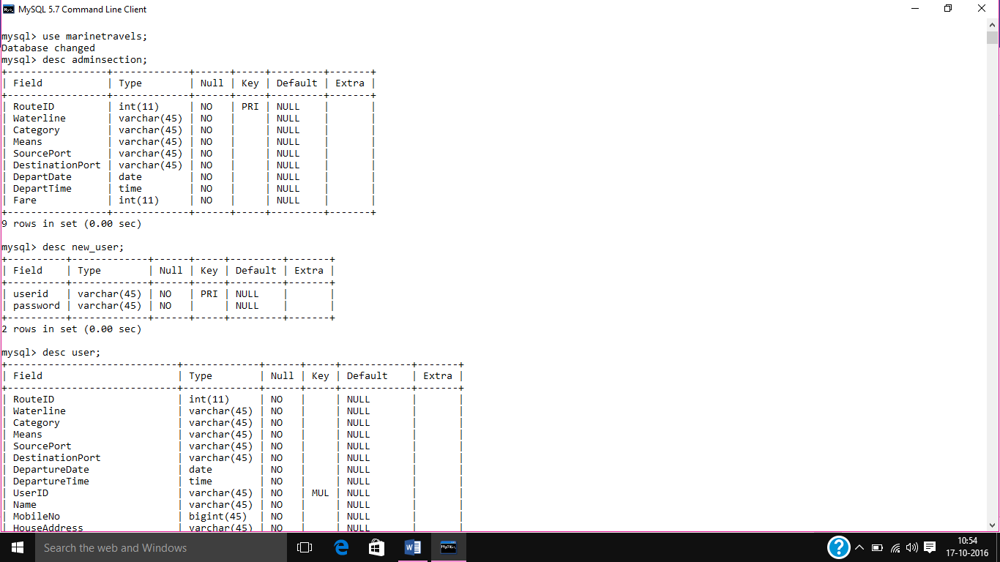 MySQL 5.7 Command Line Client
mysql> use marinetravels;
Database changed
mysql> desc adminsection;
+-----------------+-------------+------+-----+---------+-------+
| Field           | Type        | Null | Key | Default | Extra |
+-----------------+-------------+------+-----+---------+-------+
| RouteID         | int(11)     | NO   | PRI | NULL    |       |
| Waterline       | varchar(45) | NO   |     | NULL    |       |
| Category        | varchar(45) | NO   |     | NULL    |       |
| Means           | varchar(45) | NO   |     | NULL    |       |
| SourcePort      | varchar(45) | NO   |     | NULL    |       |
| DestinationPort | varchar(45) | NO   |     | NULL    |       |
| DepartDate      | date        | NO   |     | NULL    |       |
| DepartTime      | time        | NO   |     | NULL    |       |
| Fare            | int(11)     | NO   |     | NULL    |       |
+-----------------+-------------+------+-----+---------+-------+
9 rows in set (0.00 sec)
mysql> desc new_user;
+----------+-------------+------+-----+---------+-------+
| Field    | Type        | Null | Key | Default | Extra |
+----------+-------------+------+-----+---------+-------+
| userid   | varchar(45) | NO   | PRI | NULL    |       |
| password | varchar(45) | NO   |     | NULL    |       |
+----------+-------------+------+-----+---------+-------+
2 rows in set (0.00 sec)
mysql> desc user;
+-----------------------------+-------------+------+-----+------------+-------+
| Field                       | Type        | Null | Key | Default    | Extra |
+-----------------------------+-------------+------+-----+------------+-------+
| RouteID                     | int(11)     | NO   |     | NULL       |       |
| Waterline                   | varchar(45) | NO   |     | NULL       |       |
| Category                    | varchar(45) | NO   |     | NULL       |       |
| Means                       | varchar(45) | NO   |     | NULL       |       |
| SourcePort                  | varchar(45) | NO   |     | NULL       |       |
| DestinationPort             | varchar(45) | NO   |     | NULL       |       |
| DepartureDate               | date        | NO   |     | NULL       |       |
| DepartureTime               | time        | NO   |     | NULL       |       |
| UserID                      | varchar(45) | NO   | MUL | NULL       |       |
| Name                        | varchar(45) | NO   |     | NULL       |       |
| MobileNo                    | bigint(45)  | NO   |     | NULL       |       |
| HouseAddress                | varchar(45) | NO   |     | NULL       |       |
Search the web and Windows
10:54
17-10-2016